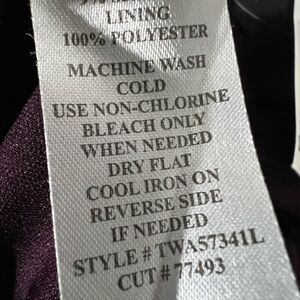 LINING
100% POLYESTER
MACHINE WASH
COLD
USE NON-CHLORINE
BLEACH ONLY
WHEN NEEDED
DRY FLAT
COOL IRON ON
REVERSE SIDE
IF NEEDED
STYLE # TWA57341L
CUT # 77493